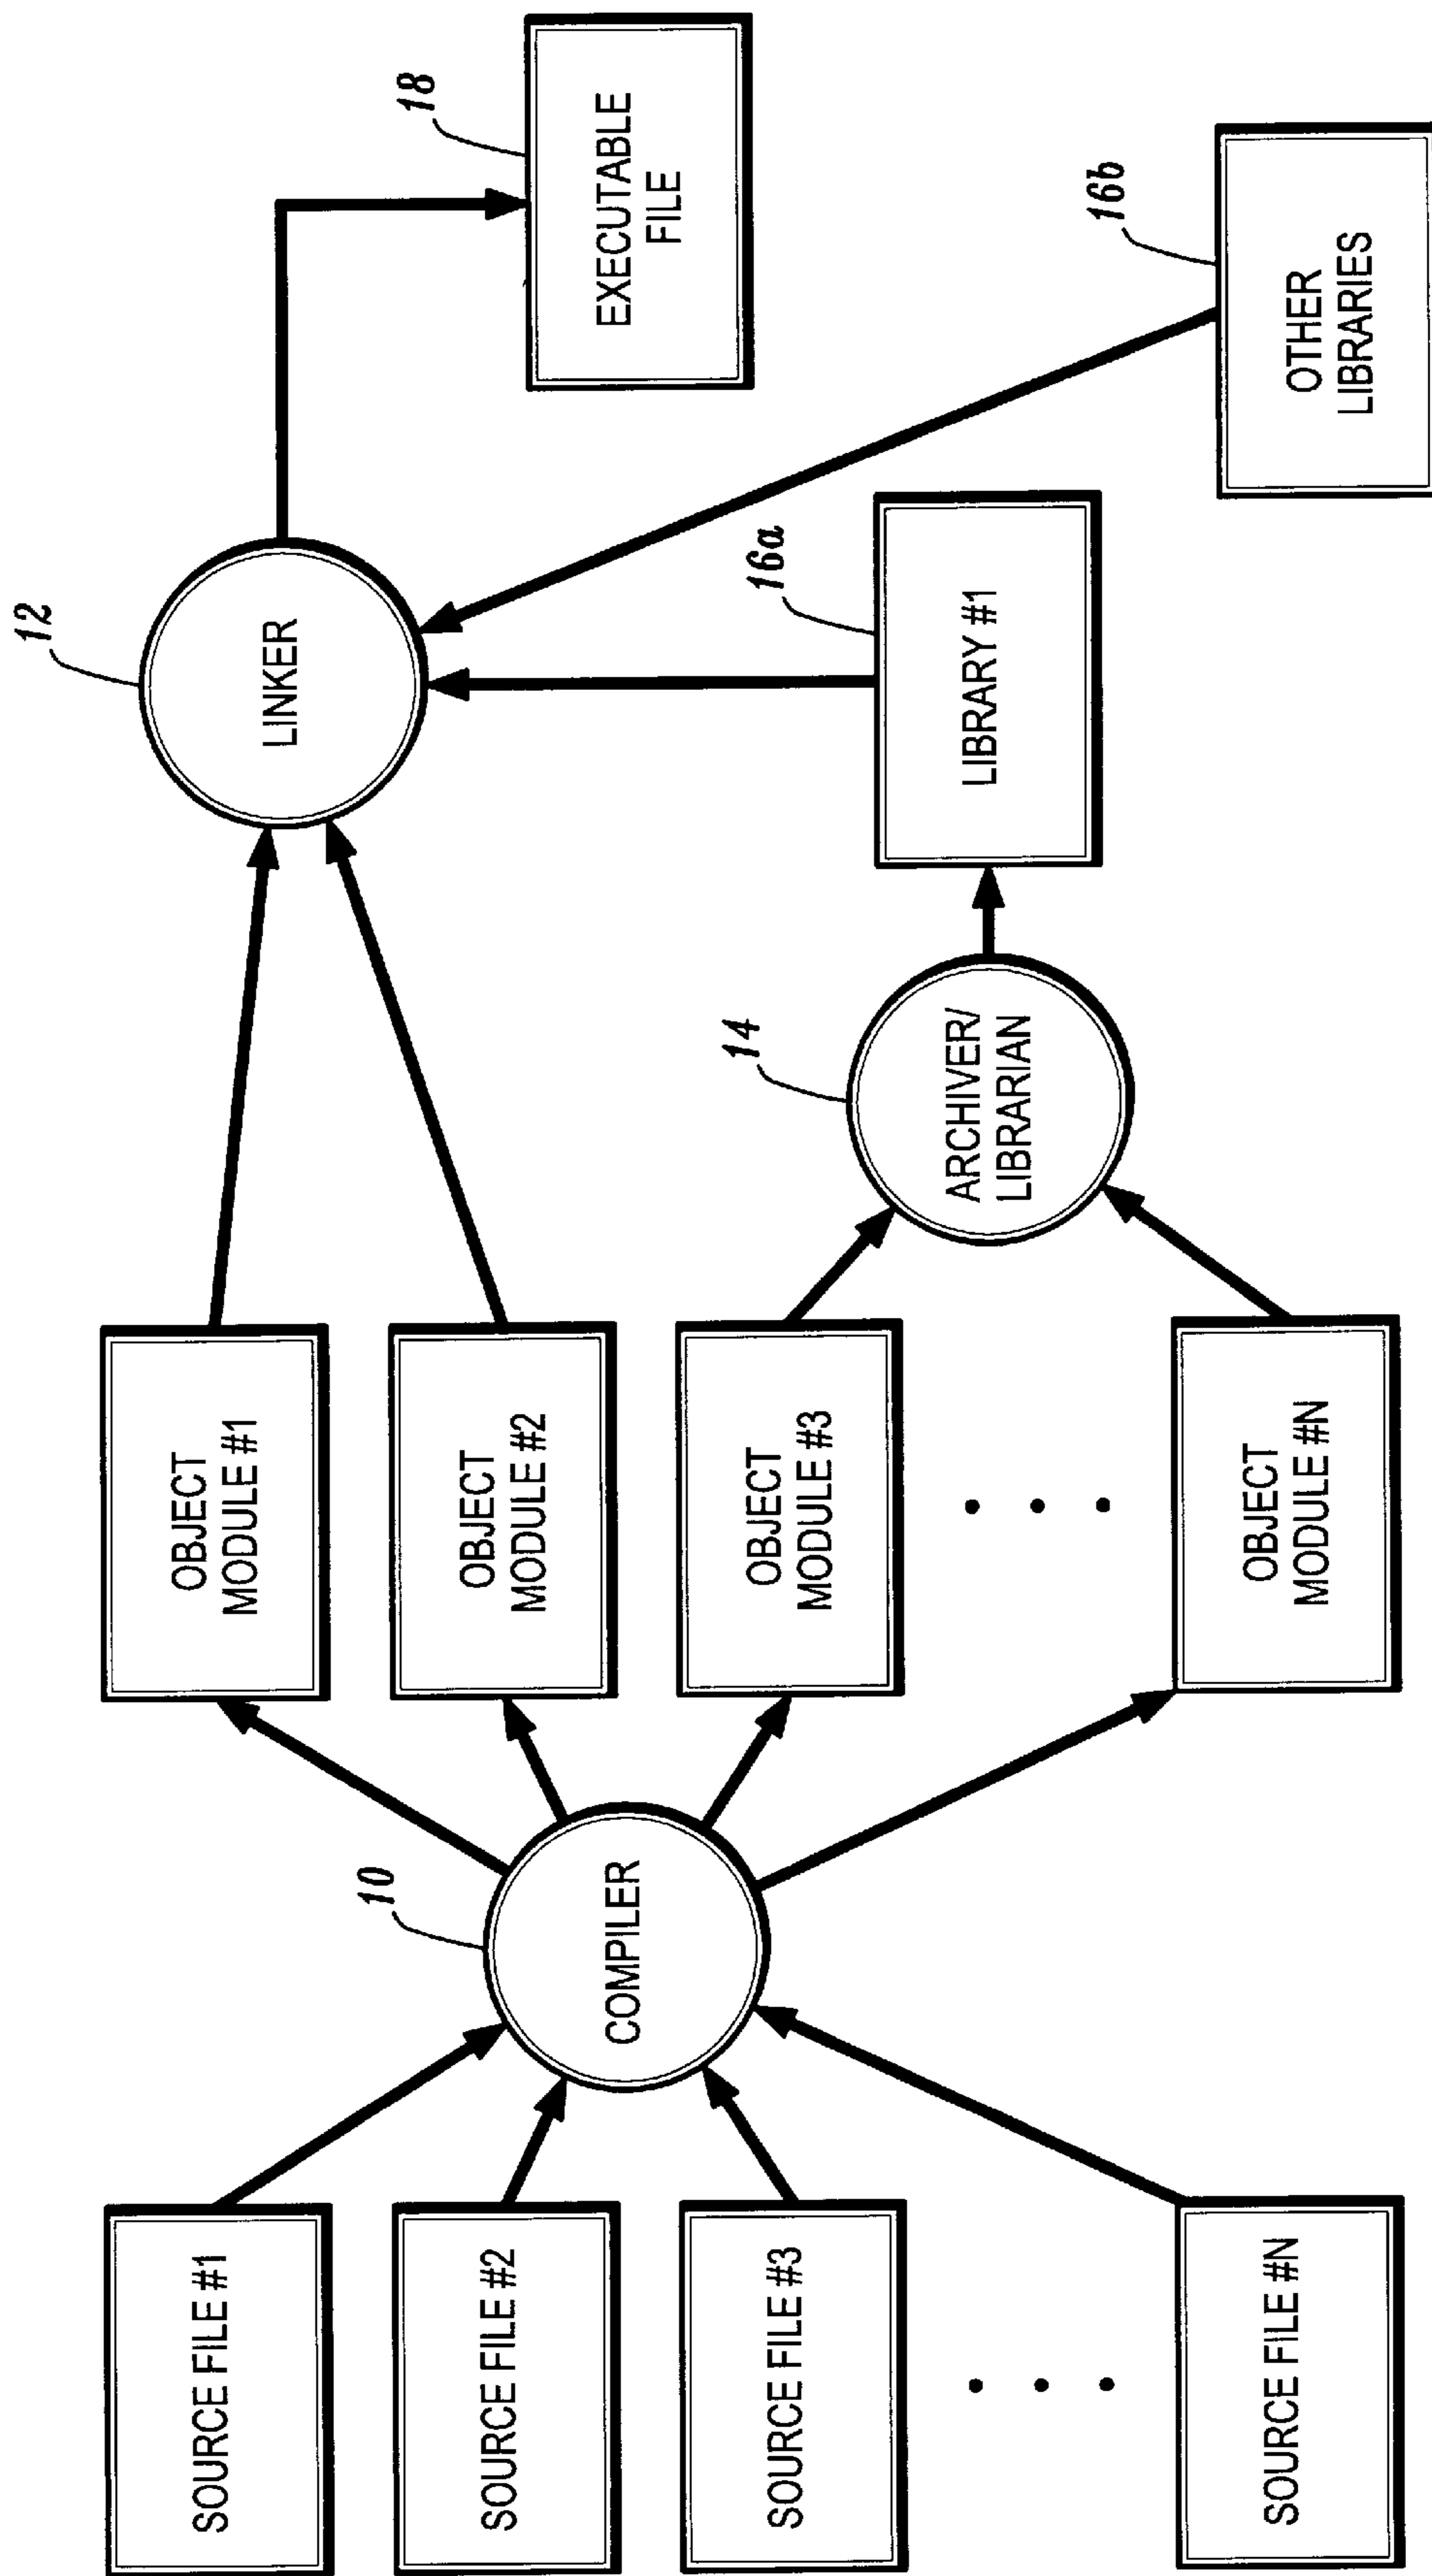 SOURCE FILE #1
SOURCE FILE #2
SOURCE FILE #3
SOURCE FILE #N
10
COMPILER
OBJECT
MODULE #1
OBJECT
MODULE #2
OBJECT
MODULE #3
OBJECT
MODULE #N
14
ARCHIVER/
LIBRARIAN
12
LINKER
16a
LIBRARY #1
18
EXECUTABLE
FILE
16b
OTHER
LIBRARIES